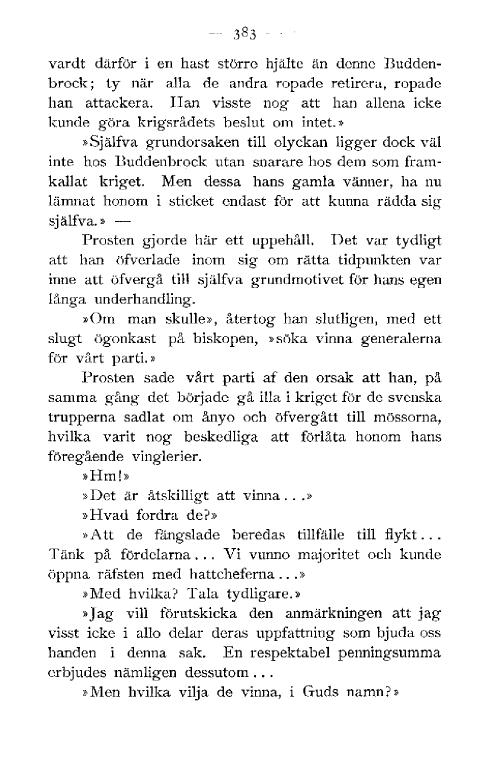 — 383 —
vardt därför i en hast större hjälte än denne Budden-
brock; ty när alla de andra ropade retirera, ropade
han attackera. Han visste nog att han allena icke
kunde göra krigsrådets beslut om intet.»
»Själfva grundorsaken till olyckan ligger dock väl
inte hos Buddenbrock utan snarare hos dem som fram-
kallat kriget. Men dessa hans gamla vänner, ha nu
lämnat honom i sticket endast för att kunna rädda sig
själfva.» —
Prosten gjorde här ett uppehåll. Det var tydligt
att han öfverlade inom sig om rätta tidpunkten var
inne att öfvergå till själfva grundmotivet för hans egen
långa underhandling.
»Om man skulle», återtog han slutligen, med ett
slugt ögonkast på biskopen, »söka vinna generalerna
för vårt parti.»
Prosten sade vårt parti af den orsak att han, på
samma gång det började gå illa i kriget för de svenska
trupperna sadlat om ånyo och öfvergått till mössorna,
hvilka varit nog beskedliga att förlåta honom hans
föregående vinglerier.
»Hm!»
»Det är åtskilligt att vinna...»
»Hvad fordra de?»
»Att de fängslade beredas tillfälle till flykt...
Tänk på fördelarna... Vi vunno majoritet och kunde
öppna räfsten med hattcheferna...»
»Med hvilka? Tala tydligare.»
»Jag vill förutskicka den anmärkningen att jag
visst icke i allo delar deras uppfattning som bjuda oss
handen i denna sak. En respektabel penningsumma
erbjudes nämligen dessutom...
»Men hvilka vilja de vinna, i Guds namn?»